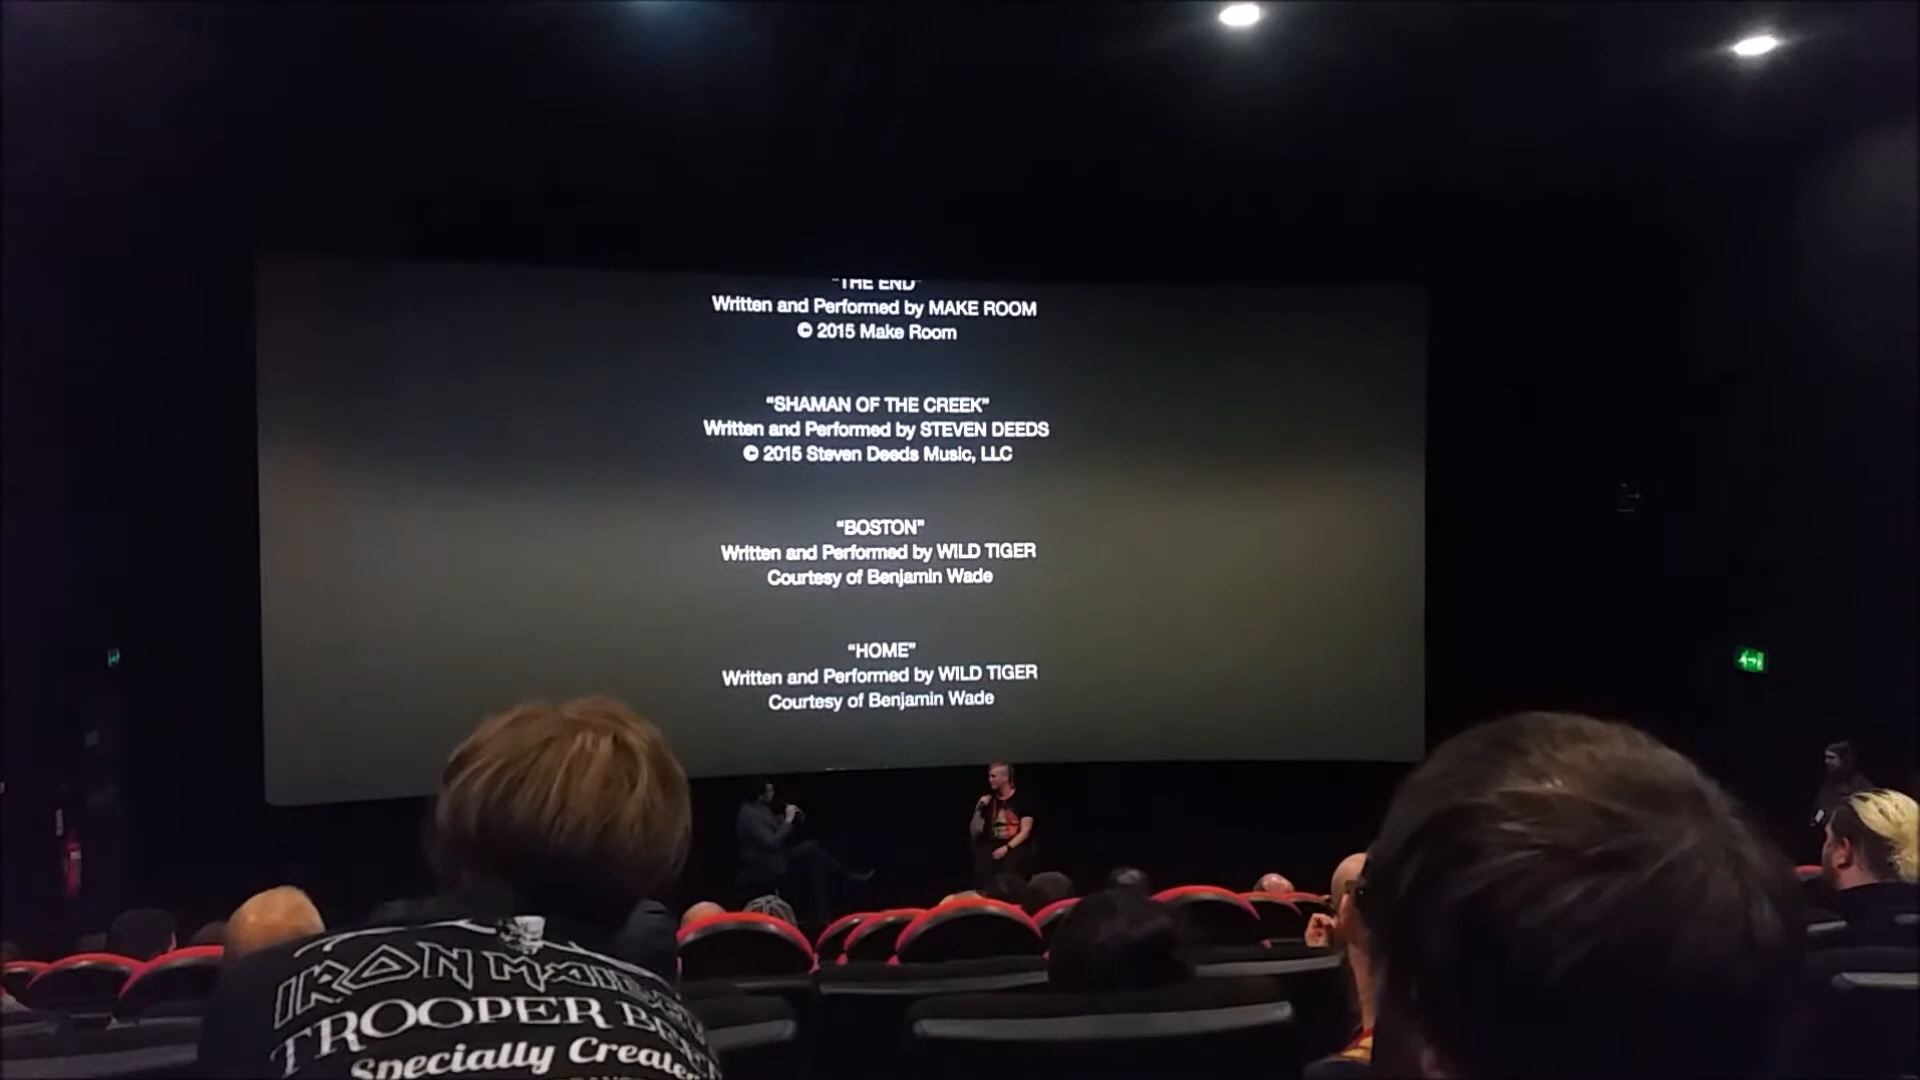 "THE END"
Written and Performed by MAKE ROOM
© 2015 Make Room
"SHAMAN OF THE CREEK"
Written and Performed by STEVEN DEEDS
© 2015 Steven Deeds Music, LLC
"BOSTON"
Written and Performed by WILD TIGER
Courtesy of Benjamin Wade
"HOME"
Written and Performed by WILD TIGER
Courtesy of Benjamin Wade
IRON MAIDEN
TROOPER
Specially Created